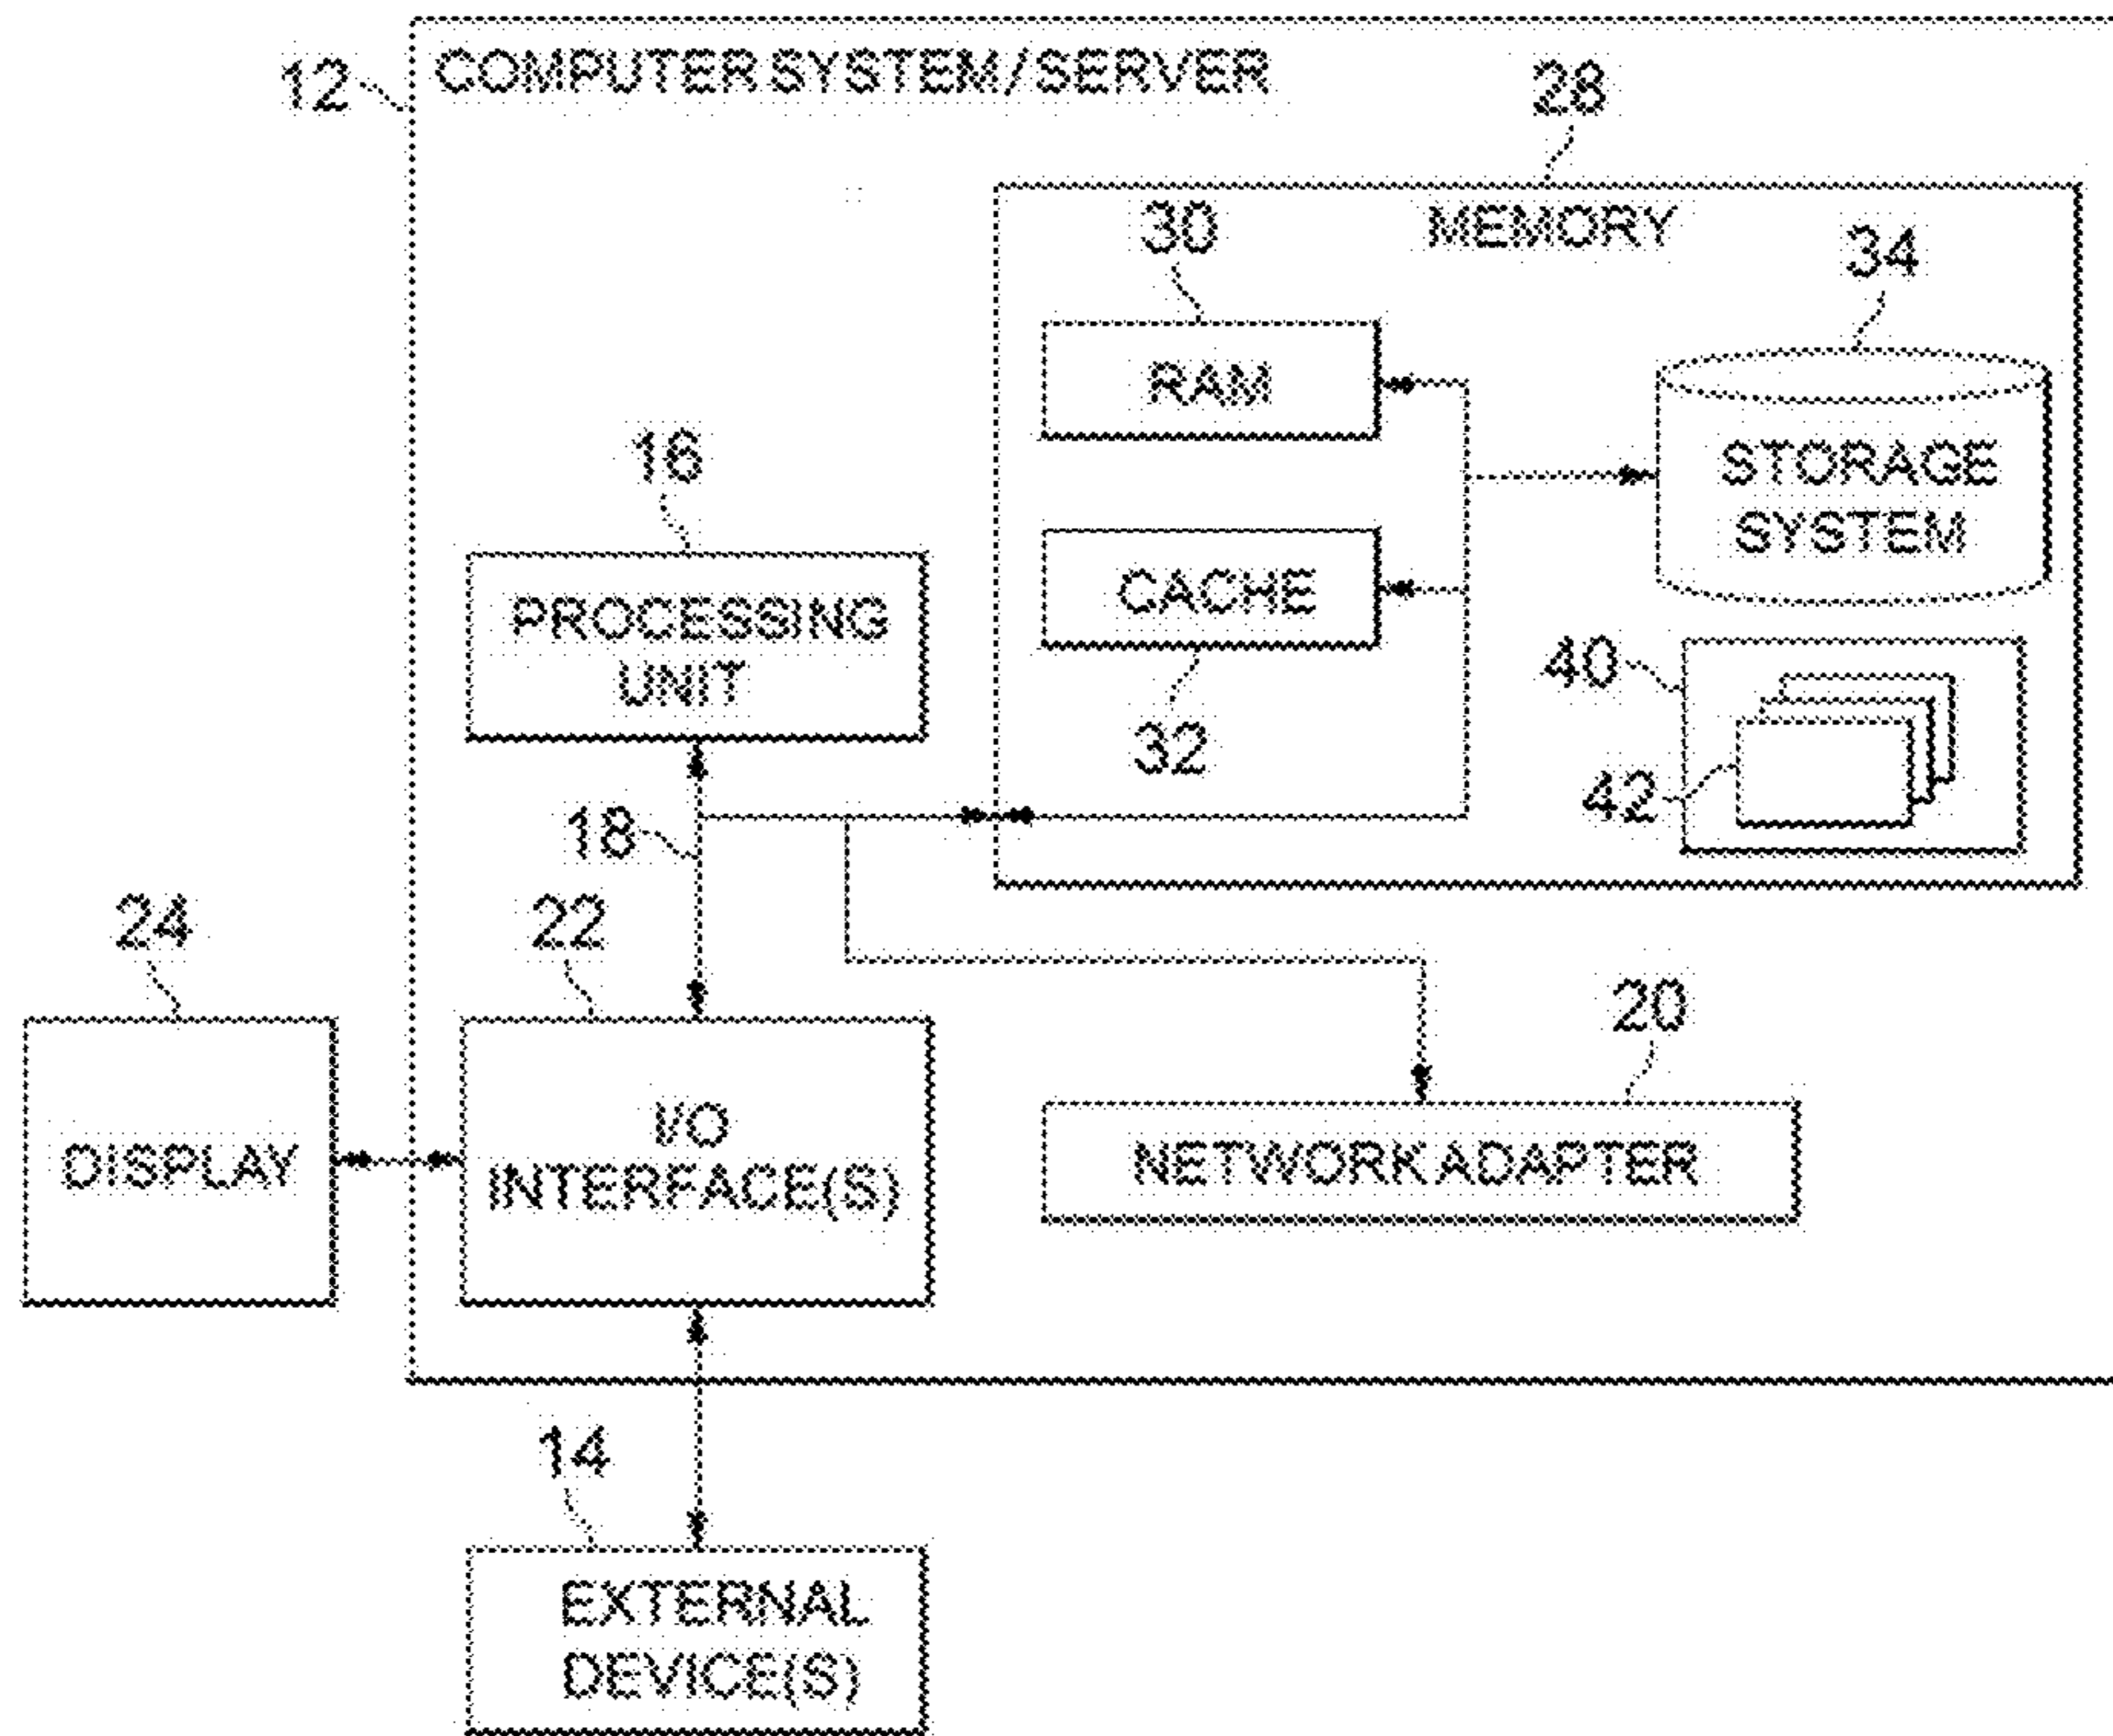 12
COMPUTER SYSTEM / SERVER
28
MEMORY
30
34
RAM
16
STORAGE
SYSTEM
PROCESSING
UNIT
CACHE
40
32
42
18
24
22
20
DISPLAY
I/O
INTERFACE(S)
NETWORK ADAPTER
14
EXTERNAL
DEVICE(S)